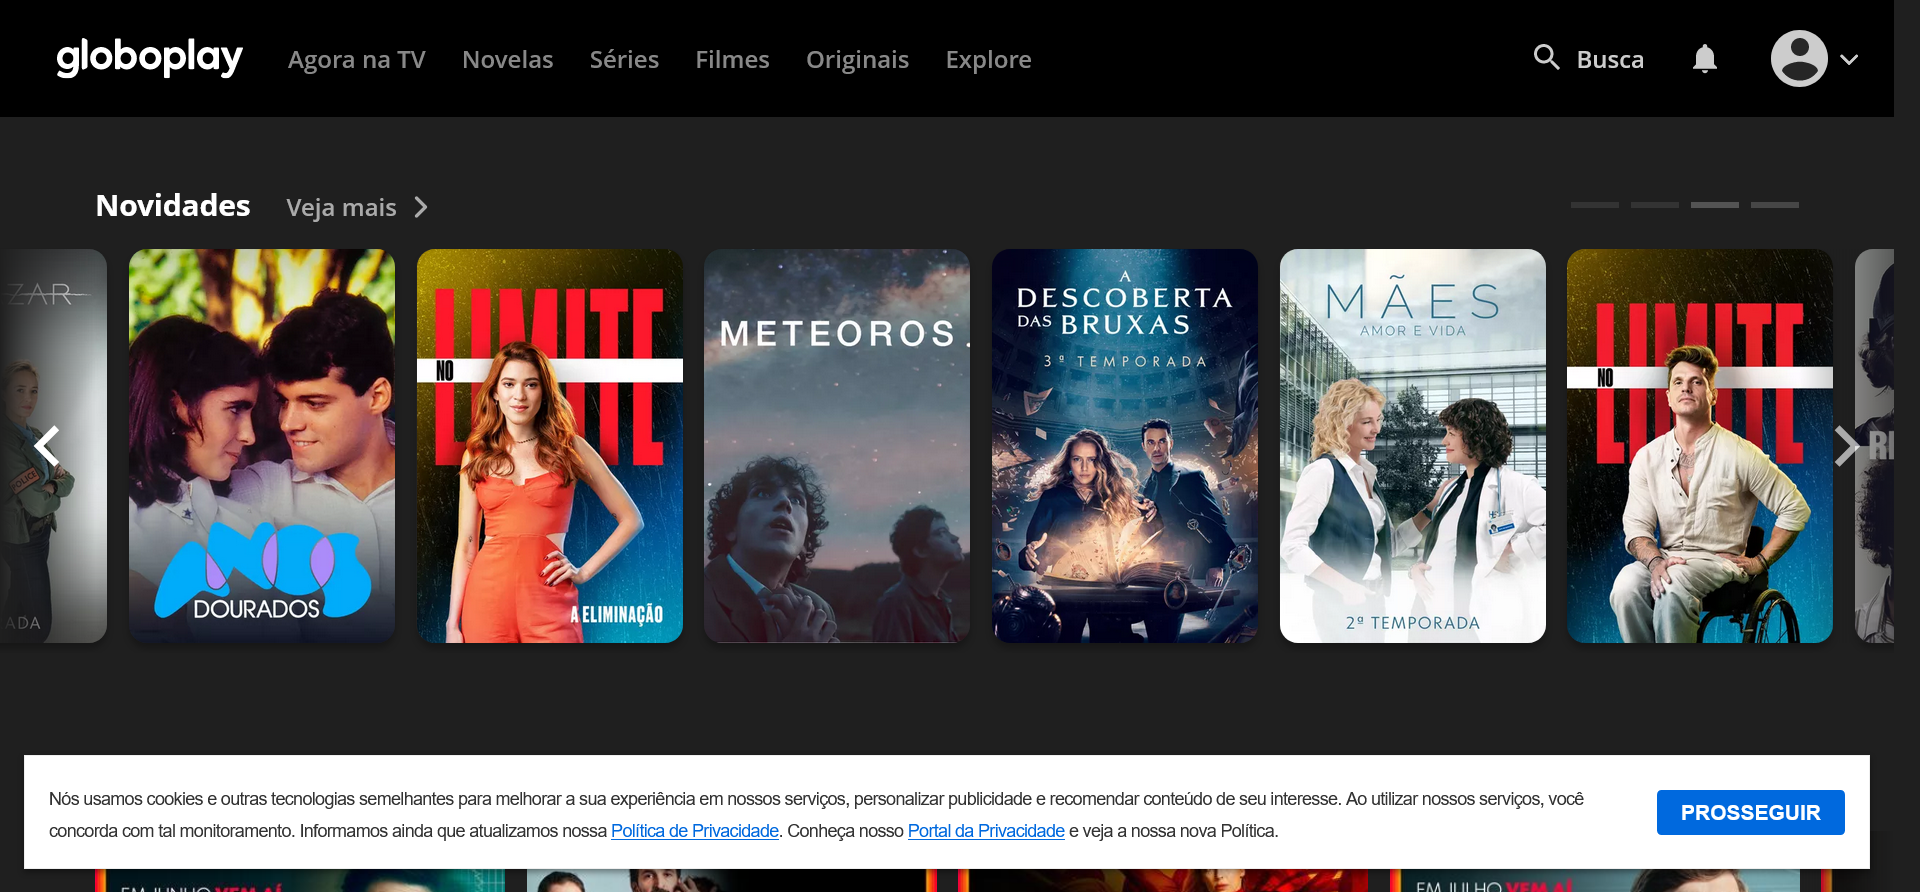 globoplay
Agora na TV
Novelas
Séries
Filmes
Originais
Explore
Busca
Novidades
Veja mais
ZAR
POLICE
ADA
ANOS
DOURADOS
LIMITE
NO
A ELIMINAÇÃO
METEOROS.
A
DESCOBERTA
DAS BRUXAS
3ª TEMPORADA
MÃES
AMOR E VIDA
2ª TEMPORADA
LIMITE
NO
RI
Nós usamos cookies e outras tecnologias semelhantes para melhorar a sua experiência em nossos serviços, personalizar publicidade e recomendar conteúdo de seu interesse. Ao utilizar nossos serviços, você
concorda com tal monitoramento. Informamos ainda que atualizamos nossa Política de Privacidade. Conheça nosso Portal da Privacidade e veja a nossa nova Política.
PROSSEGUIR
EM JUNHO VEM AÍ
EM JULHO VEM AÍ